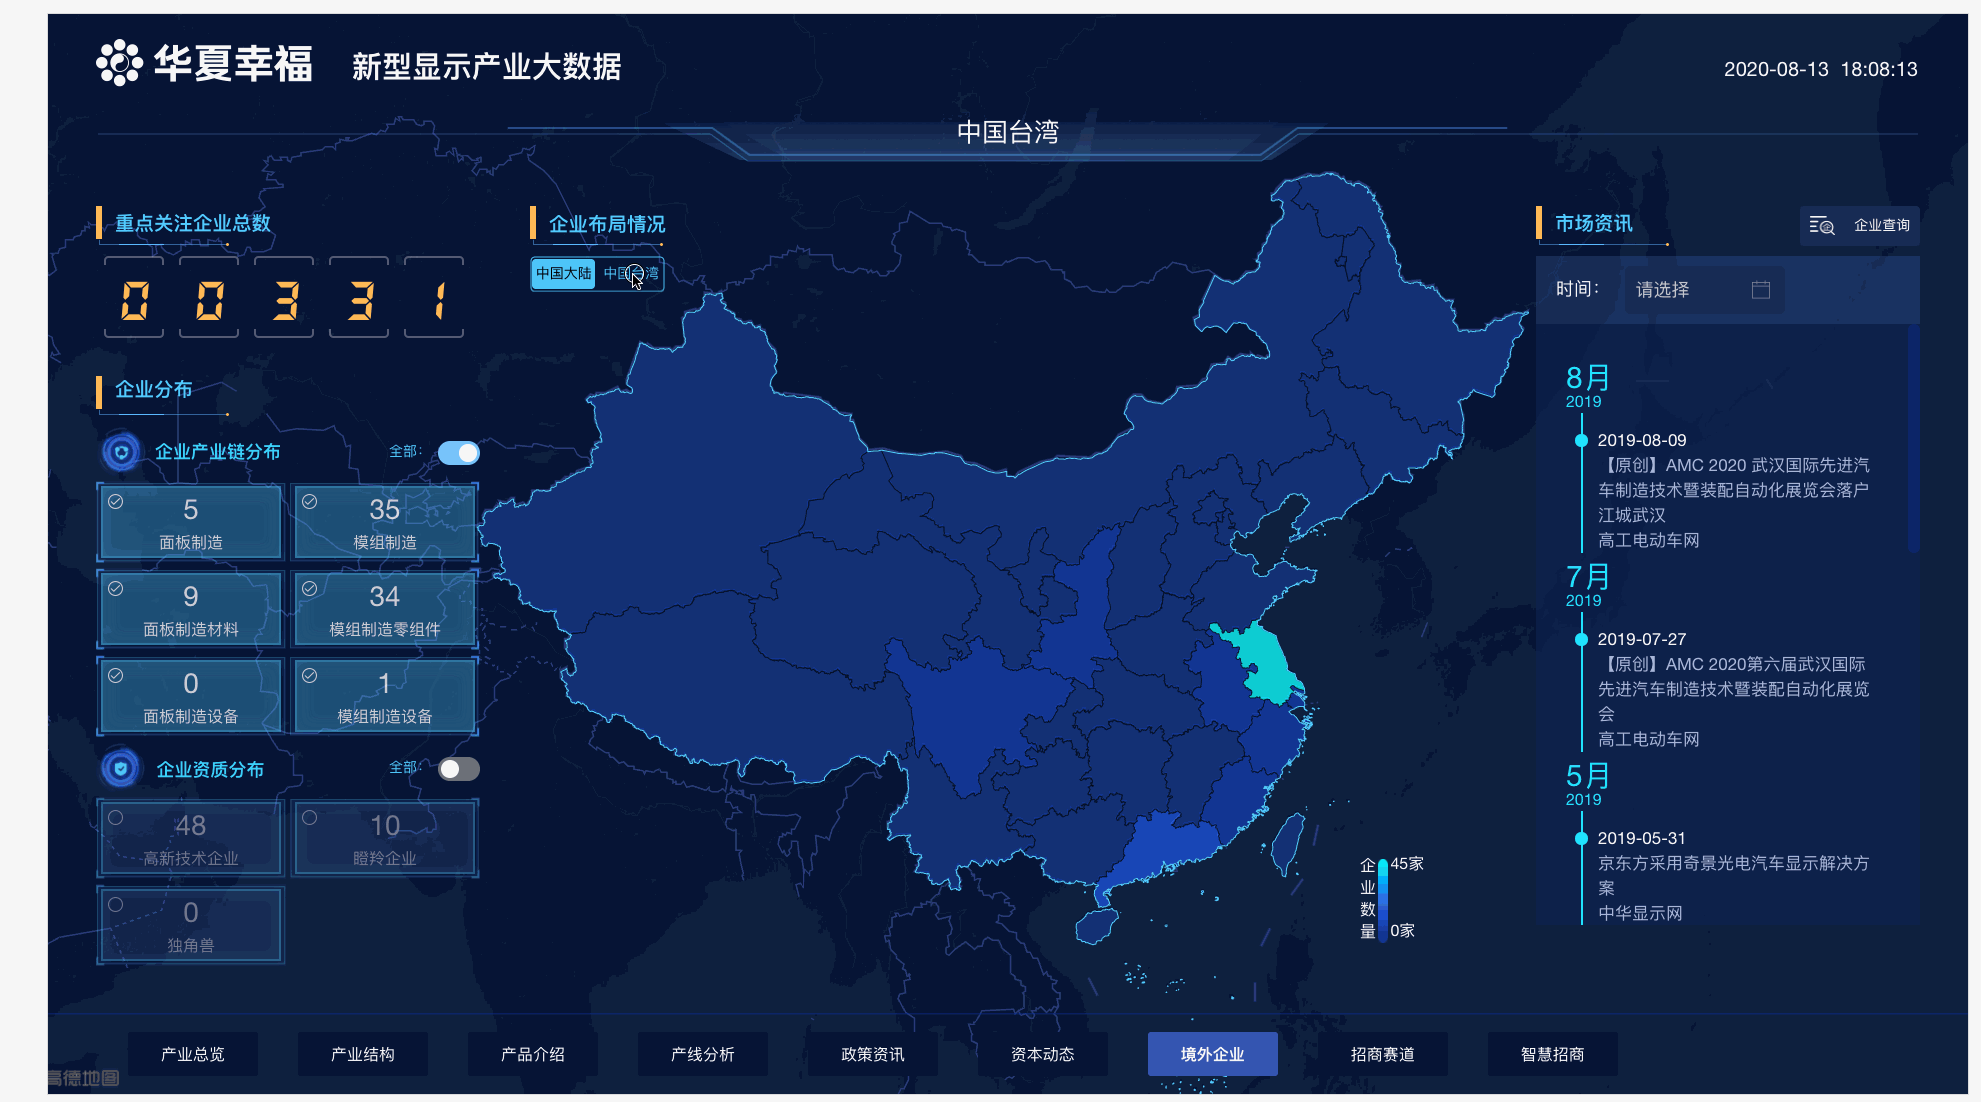 华夏幸福
新型显示产业大数据
2020-08-13 18:08:13
中国台湾
重点关注企业总数
00331
企业分布
企业产业链分布
全部：
5
面板制造
35
模组制造
9
面板制造材料
34
模组制造零组件
0
面板制造设备
1
模组制造设备
企业资质分布
全部：
48
高新技术企业
10
瞪羚企业
0
独角兽
企业布局情况
中国大陆
中国台湾
企业数量
45家
0家
市场资讯
企业查询
时间：
请选择
8月
2019
2019-08-09
【原创】AMC 2020 武汉国际先进汽
车制造技术暨装配自动化展览会落户
江城武汉
高工电动车网
7月
2019
2019-07-27
【原创】AMC 2020第六届武汉国际
先进汽车制造技术暨装配自动化展览
会
高工电动车网
5月
2019
2019-05-31
京东方采用奇景光电汽车显示解决方
案
中华显示网
产业总览
产业结构
产品介绍
产线分析
政策资讯
资本动态
境外企业
招商赛道
智慧招商
高德地图